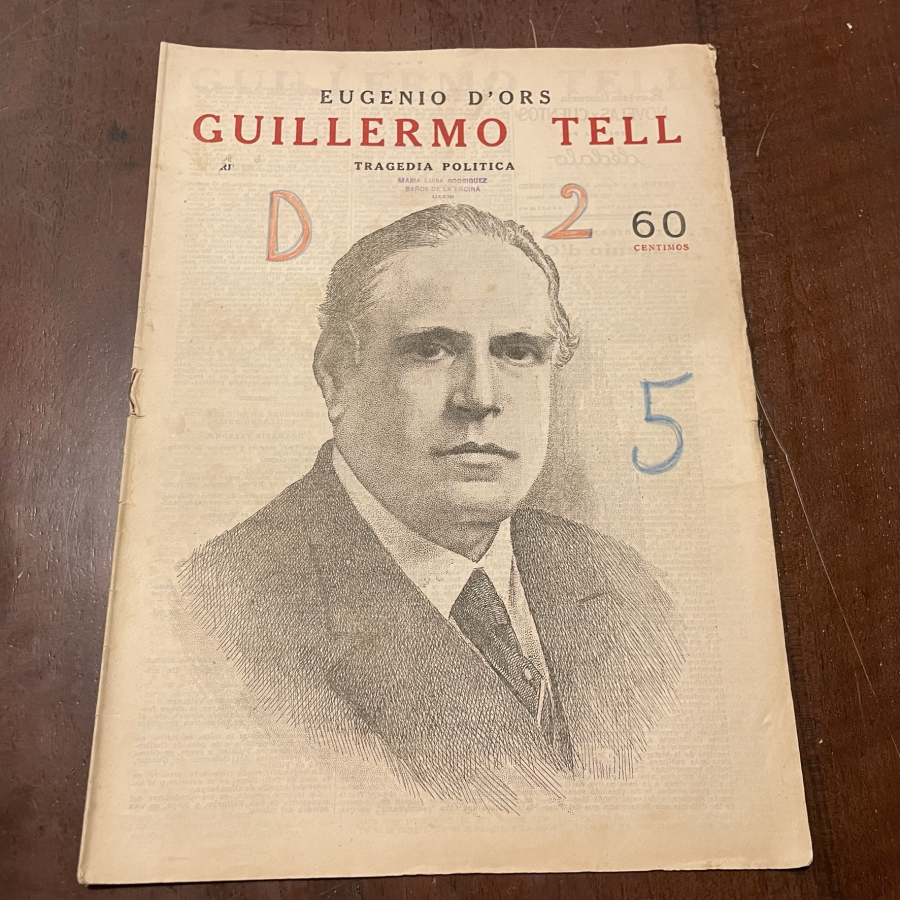 EUGENIO D'ORS
GUILLERMO TELL
TRAGEDIA POLITICA
MARIA LUISA RODRIGUEZ
BAÑOS DE LA ENCINA
D 2
60
CENTIMOS
5